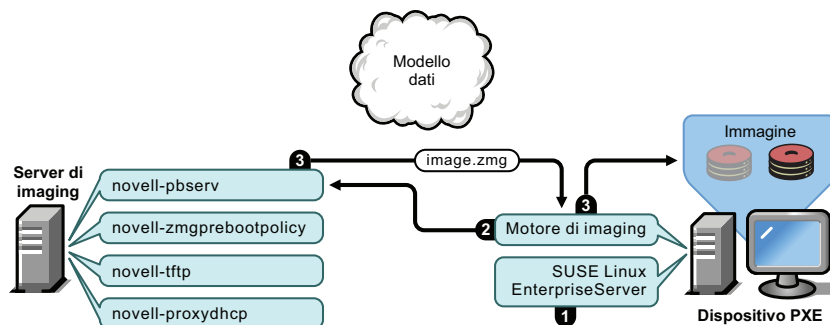 Modello
dati
Immagine
3
image.zmg
Server di
imaging
novell-pbserv
3
2
Motore di imaging
novell-zmgprebootpolicy
novell-tftp
SUSE Linux
EnterpriseServer
novell-proxydhcp
1
Dispositivo PXE